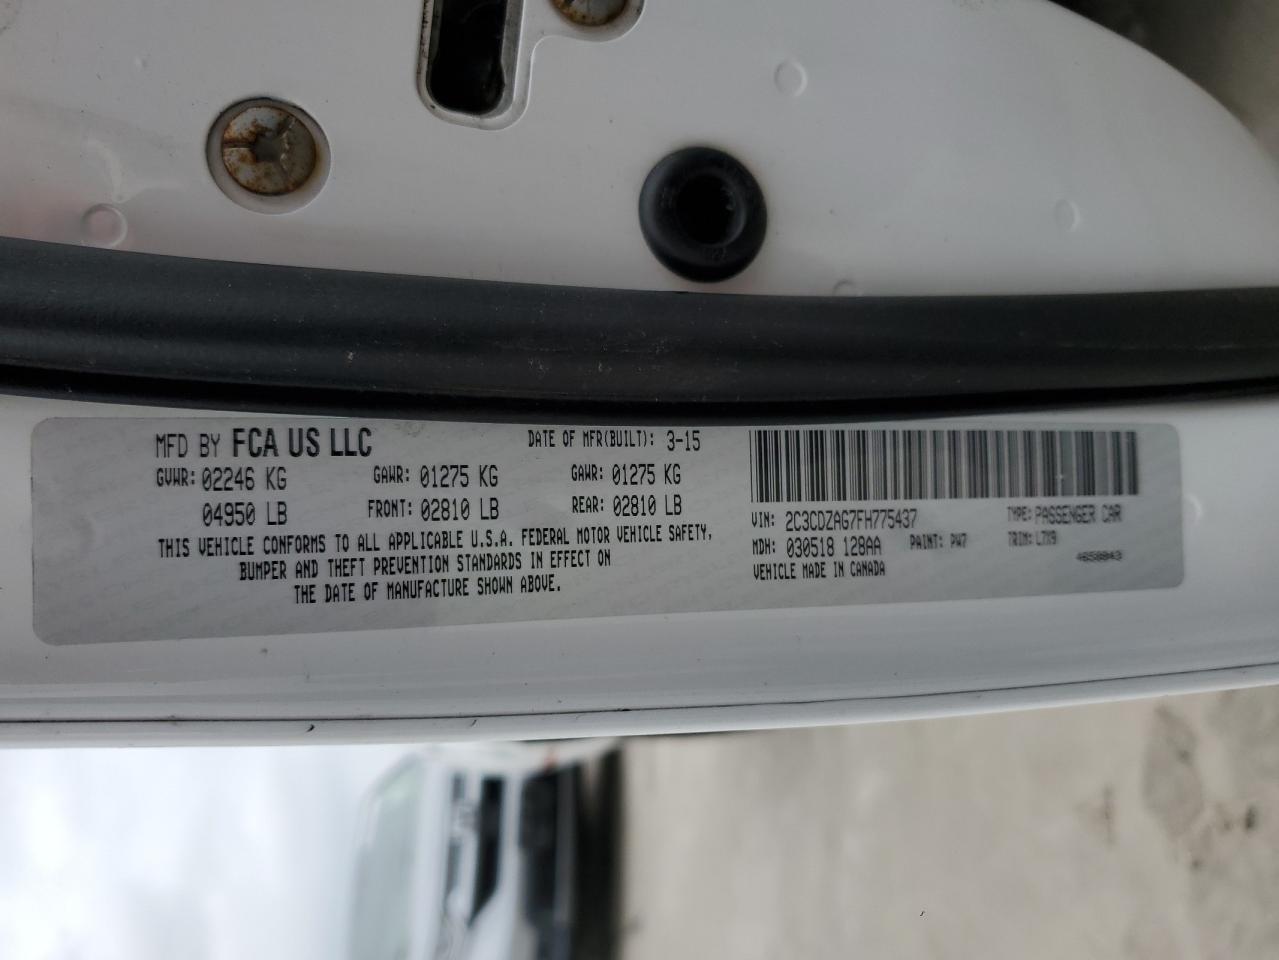 MFD BY FCA US LLC DATE OF MFR(BUILT): 3-15
GVWR: 02246 KG GAWR: 01275 KG GAWR: 01275 KG
04950 LB FRONT: 02810 LB REAR: 02810 LB
THIS VEHICLE CONFORMS TO ALL APPLICABLE U.S.A. FEDERAL MOTOR VEHICLE SAFETY,
BUMPER AND THEFT PREVENTION STANDARDS IN EFFECT ON
THE DATE OF MANUFACTURE SHOWN ABOVE.
VIN: 2C3CDZAG7FH775437 TYPE: PASSENGER CAR
MDH: 030518 128AA PAINT: PW7 TRIM: L7X9
VEHICLE MADE IN CANADA 4658843